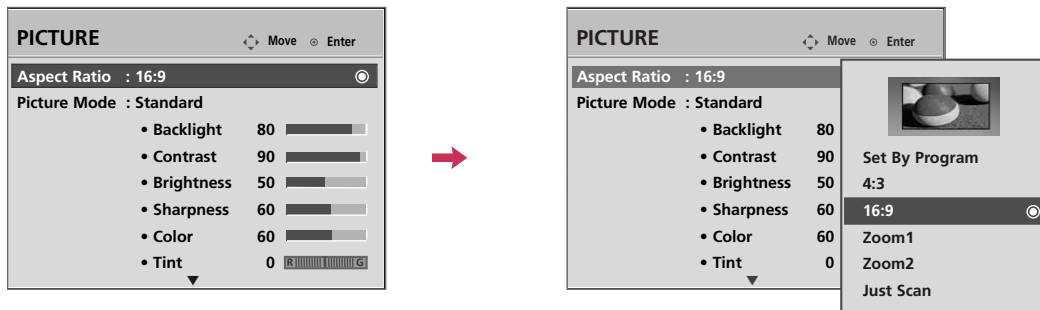 PICTURE Move Enter
Aspect Ratio : 16:9
Picture Mode : Standard
• Backlight 80
• Contrast 90
• Brightness 50
• Sharpness 60
• Color 60
• Tint 0 R G
PICTURE Move Enter
Aspect Ratio : 16:9
Picture Mode : Standard
• Backlight 80
• Contrast 90
• Brightness 50
• Sharpness 60
• Color 60
• Tint 0
Set By Program
4:3
16:9
Zoom1
Zoom2
Just Scan